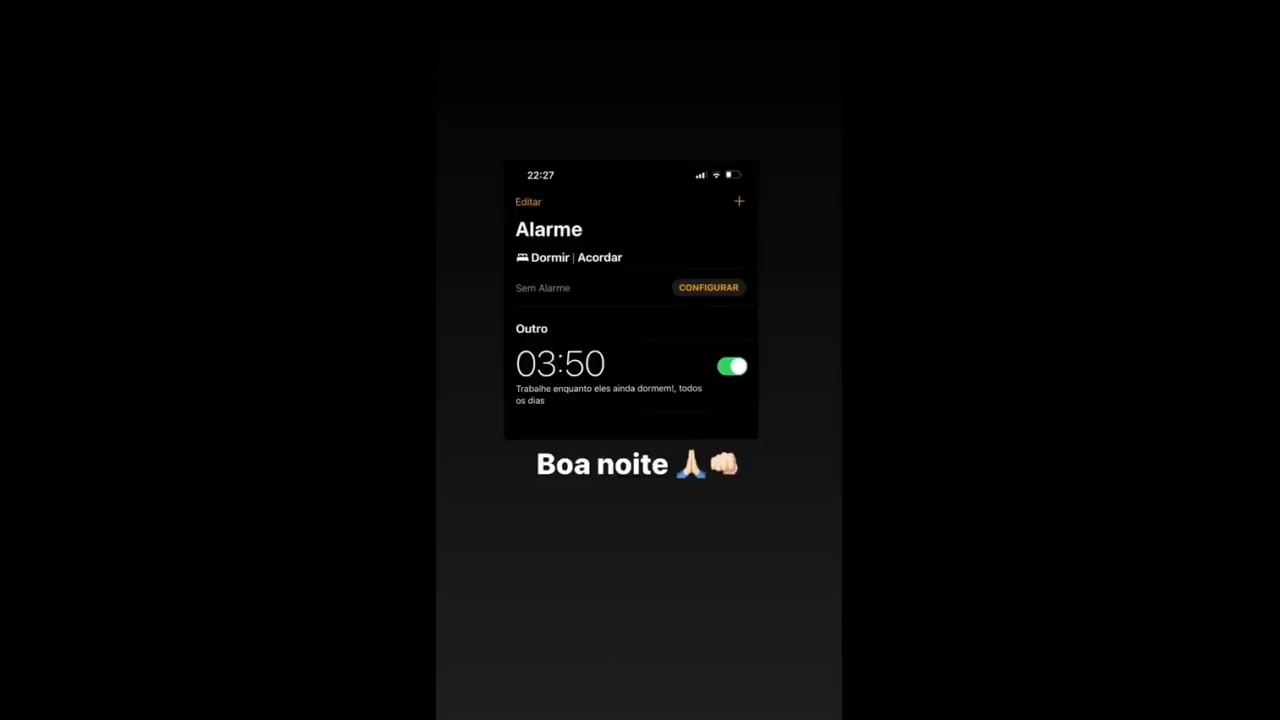 22:27
Editar
Alarme
Dormir | Acordar
Sem Alarme
CONFIGURAR
Outro
03:50
Trabalhe enquanto eles ainda dormem!, todos
os dias
Boa noite 🙏🏻👊🏻